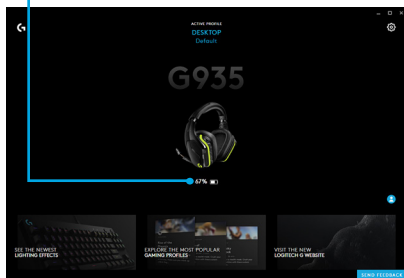 ACTIVE PROFILE
DESKTOP
Default
G935
67%
SEE THE NEWEST
LIGHTING EFFECTS
EXPLORE THE MOST POPULAR
GAMING PROFILES
VISIT THE NEW
LOGITECH G WEBSITE
SEND FEEDBACK